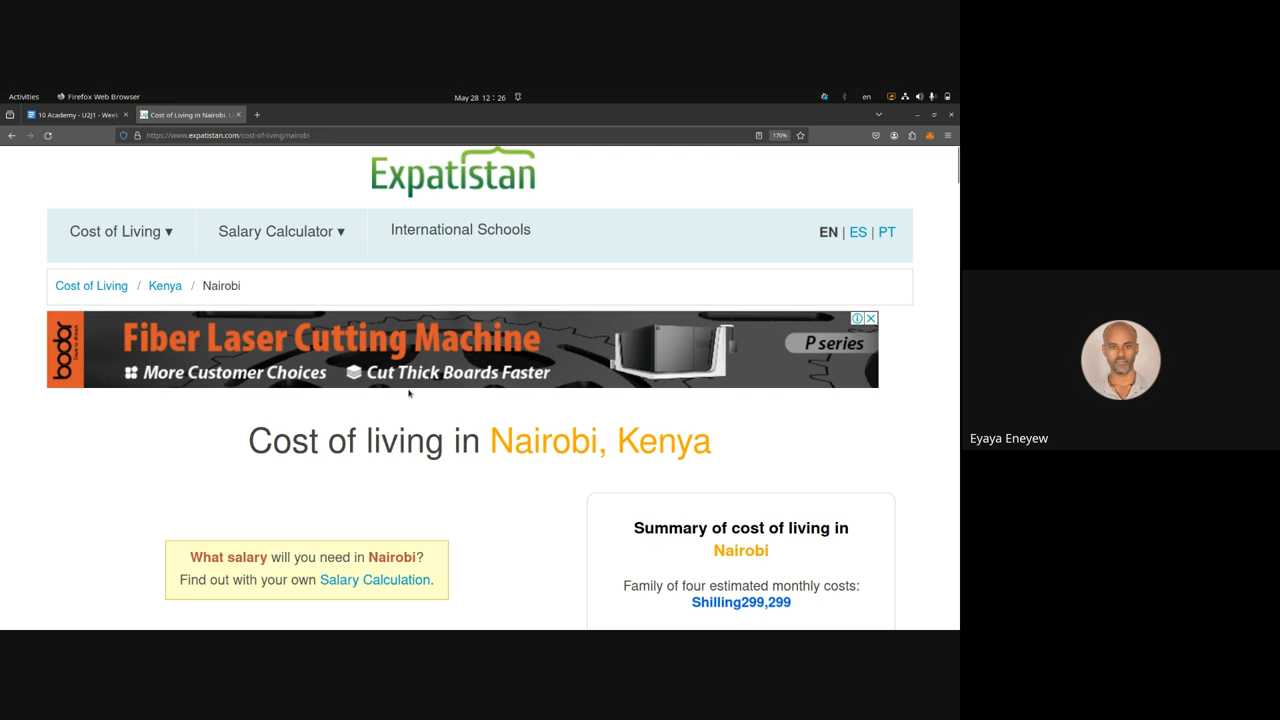 Activities Firefox Web Browser May 28 12:26 en
10 Academy - U2J1 - Week Cost of Living in Nairobi.
https://www.expatistan.com/cost-of-living/nairobi 170%
Expatistan
Cost of Living ▾ Salary Calculator ▾ International Schools EN | ES | PT
Cost of Living / Kenya / Nairobi
bodor
Fiber Laser Cutting Machine
P series
More Customer Choices Cut Thick Boards Faster
Cost of living in Nairobi, Kenya
What salary will you need in Nairobi?
Find out with your own Salary Calculation.
Summary of cost of living in
Nairobi
Family of four estimated monthly costs:
Shilling299,299
Eyaya Eneyew